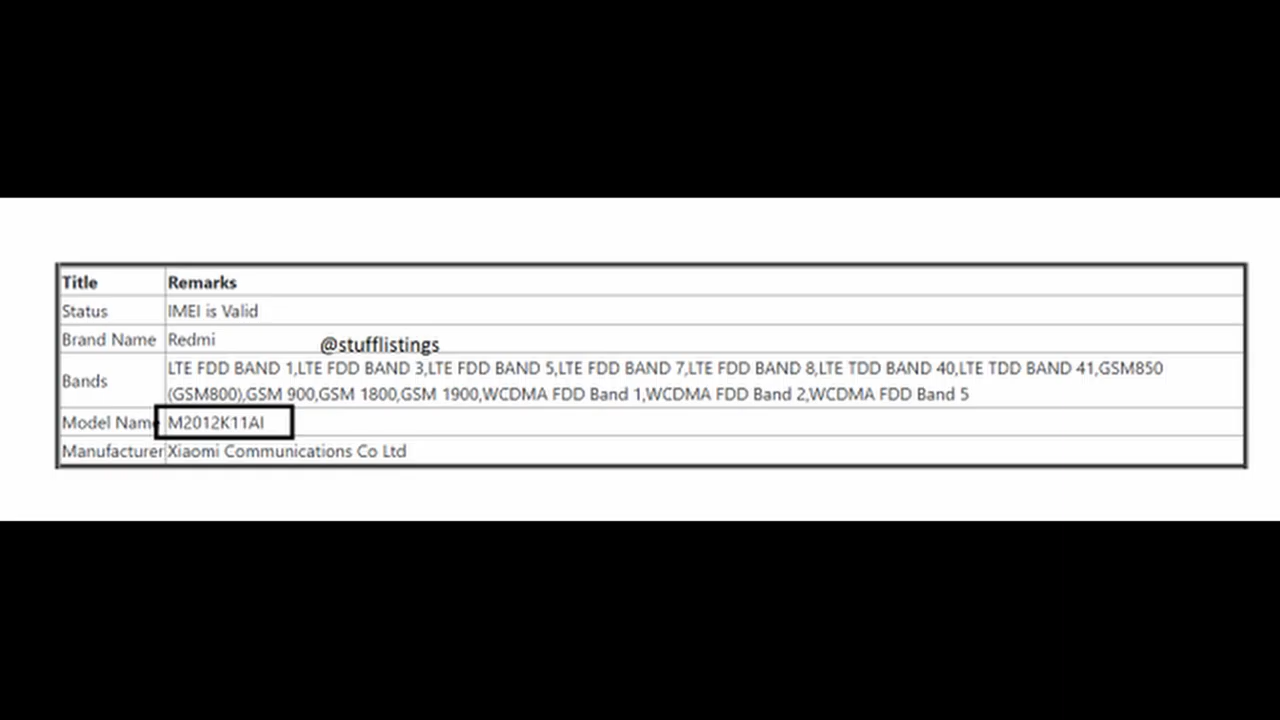 Title Remarks
Status IMEI is Valid
Brand Name Redmi
@stufflistings
Bands LTE FDD BAND 1,LTE FDD BAND 3,LTE FDD BAND 5,LTE FDD BAND 7,LTE FDD BAND 8,LTE TDD BAND 40,LTE TDD BAND 41,GSM850
(GSM800),GSM 900,GSM 1800,GSM 1900,WCDMA FDD Band 1,WCDMA FDD Band 2,WCDMA FDD Band 5
Model Name M2012K11AI
Manufacturer Xiaomi Communications Co Ltd